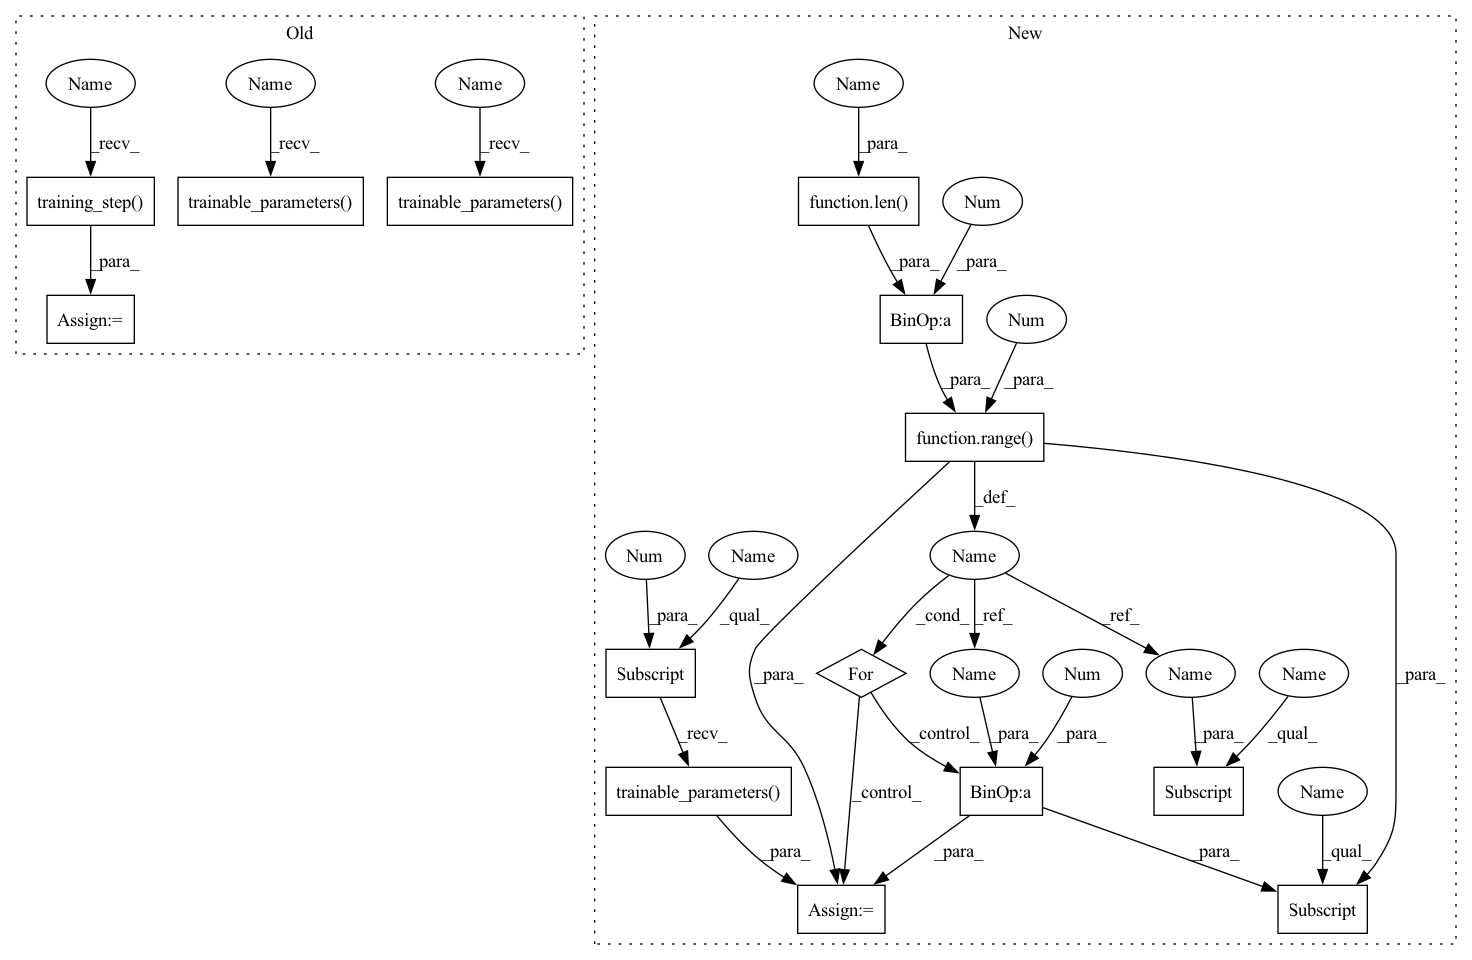 Old
New
Name
Name
Name
Name
_recv_
_recv_
_recv_
_para_
training_step()
trainable_parameters()
trainable_parameters()
function.len()
Num
_para_
_para_
_para_
Assign:=
BinOp:a
Num
_para_
_para_
function.range()
_def_
Num
Name
Name
_para_
_qual_
_cond_
_ref_
_ref_
Subscript
_para_
For
Name
Num
Name
Name
_para_
_recv_
_control_
_para_
_para_
_para_
_qual_
trainable_parameters()
_control_
BinOp:a
Subscript
Name
_para_
_para_
_para_
_qual_
Assign:=
Subscript